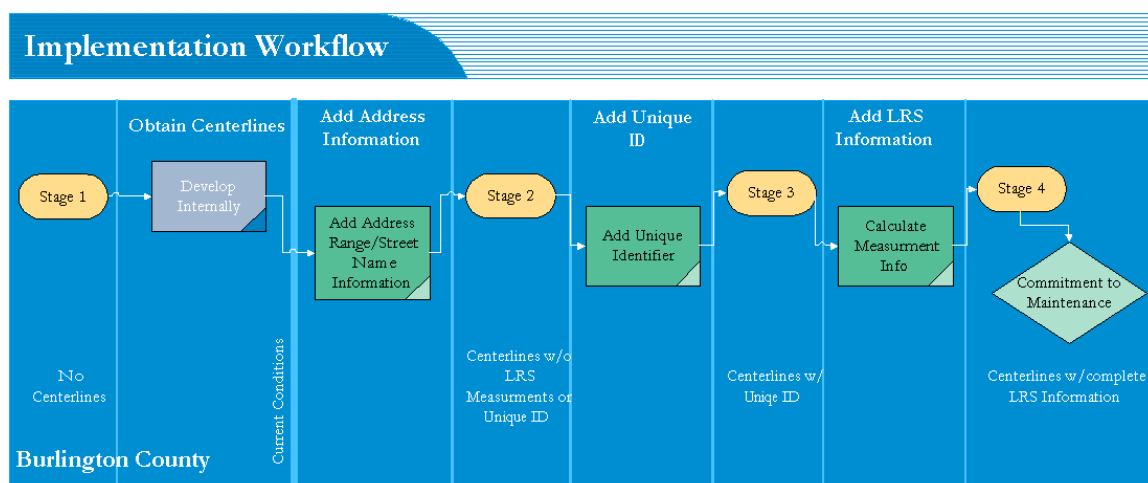 Implementation Workflow
Obtain Centerlines
Add Address
Information
Add Unique
ID
Add LRS
Information
Stage 1
Develop
Internally
Add Address
Range/Street
Name
Information
Stage 2
Add Unique
Identifier
Stage 3
Calculate
Measurment
Info
Stage 4
Commitment to
Maintenance
No
Centerlines
Current Conditions
Centerlines w/o
LRS
Measurments or
Unique ID
Centerlines w/
Uniqe ID
Centerlines w/complete
LRS Information
Burlington County